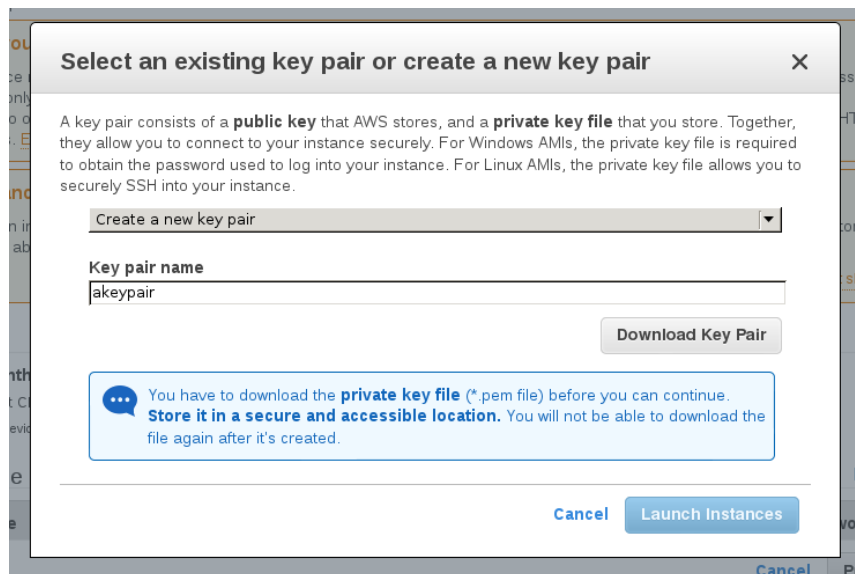 Select an existing key pair or create a new key pair
A key pair consists of a public key that AWS stores, and a private key file that you store. Together,
they allow you to connect to your instance securely. For Windows AMIs, the private key file is required
to obtain the password used to log into your instance. For Linux AMIs, the private key file allows you to
securely SSH into your instance.
Create a new key pair
Key pair name
akeypair
Download Key Pair
You have to download the private key file (*.pem file) before you can continue.
Store it in a secure and accessible location. You will not be able to download the
file again after it's created.
Cancel
Launch Instances
Cancel